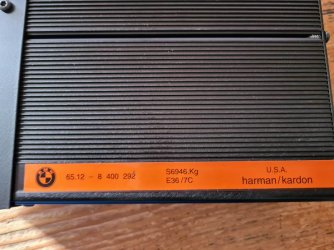 65.12 - 8 400 292
S6946.Kg
E36 /7C
U.S.A.
harman/kardon